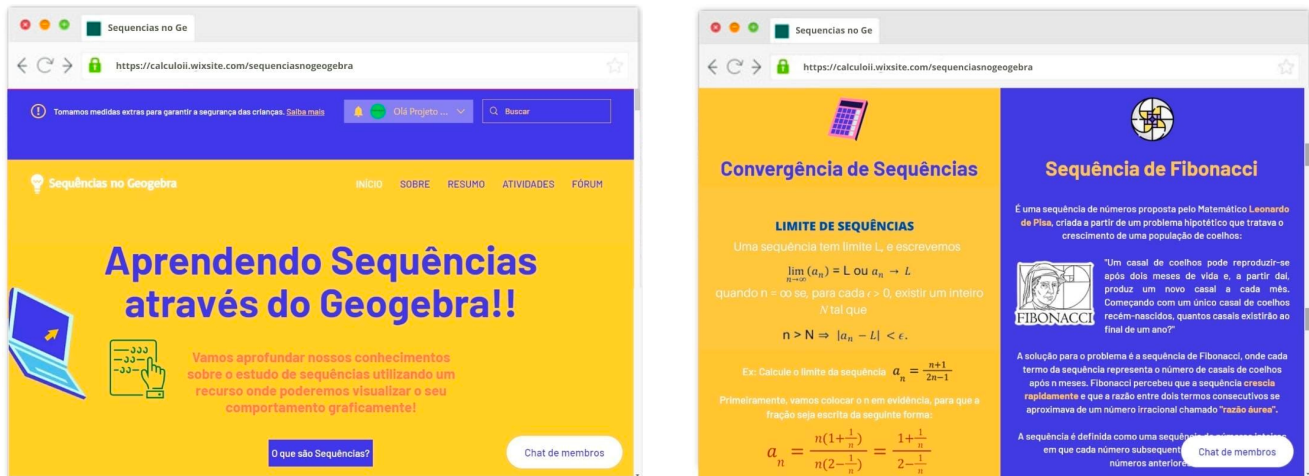 Sequencias no Ge
https://calculoii.wixsite.com/sequenciasnogeogebra
Tomamos medidas extras para garantir a segurança das crianças. Saiba mais
Olá Projeto ...
Buscar
Sequências no Geogebra
INÍCIO SOBRE RESUMO ATIVIDADES FÓRUM
Aprendendo Sequências
através do Geogebra!!
Vamos aprofundar nossos conhecimentos
sobre o estudo de sequências utilizando um
recurso onde poderemos visualizar o seu
comportamento graficamente!
O que são Sequências?
Chat de membros
Sequencias no Ge
https://calculoii.wixsite.com/sequenciasnogeogebra
Convergência de Sequências
LIMITE DE SEQUÊNCIAS
Uma sequência tem limite L, e escrevemos
lim n→∞ (aₙ) = L ou aₙ → L
quando n = ∞ se, para cada ϵ > 0, existir um inteiro
N tal que
n > N ⇒ |aₙ − L| < ϵ.
Ex: Calcule o limite da sequência aₙ = n+1 / 2n−1
Primeiramente, vamos colocar o n em evidência, para que a
fração seja escrita da seguinte forma:
aₙ = n(1+1/n) / n(2−1/n) = 1+1/n / 2−1/n
Sequência de Fibonacci
É uma sequência de números proposta pelo Matemático Leonardo
de Pisa, criada a partir de um problema hipotético que tratava o
crescimento de uma população de coelhos:
"Um casal de coelhos pode reproduzir-se
após dois meses de vida e, a partir daí,
produz um novo casal a cada mês.
Começando com um único casal de coelhos
recém-nascidos, quantos casais existirão ao
final de um ano?"
FIBONACCI
A solução para o problema é a sequência de Fibonacci, onde cada
termo da sequência representa o número de casais de coelhos
após n meses. Fibonacci percebeu que a sequência crescia
rapidamente e que a razão entre dois termos consecutivos se
aproximava de um número irracional chamado "razão áurea".
A sequência é definida como uma sequência de números inteiros
em que cada número subsequent
números anteriore
Chat de membros